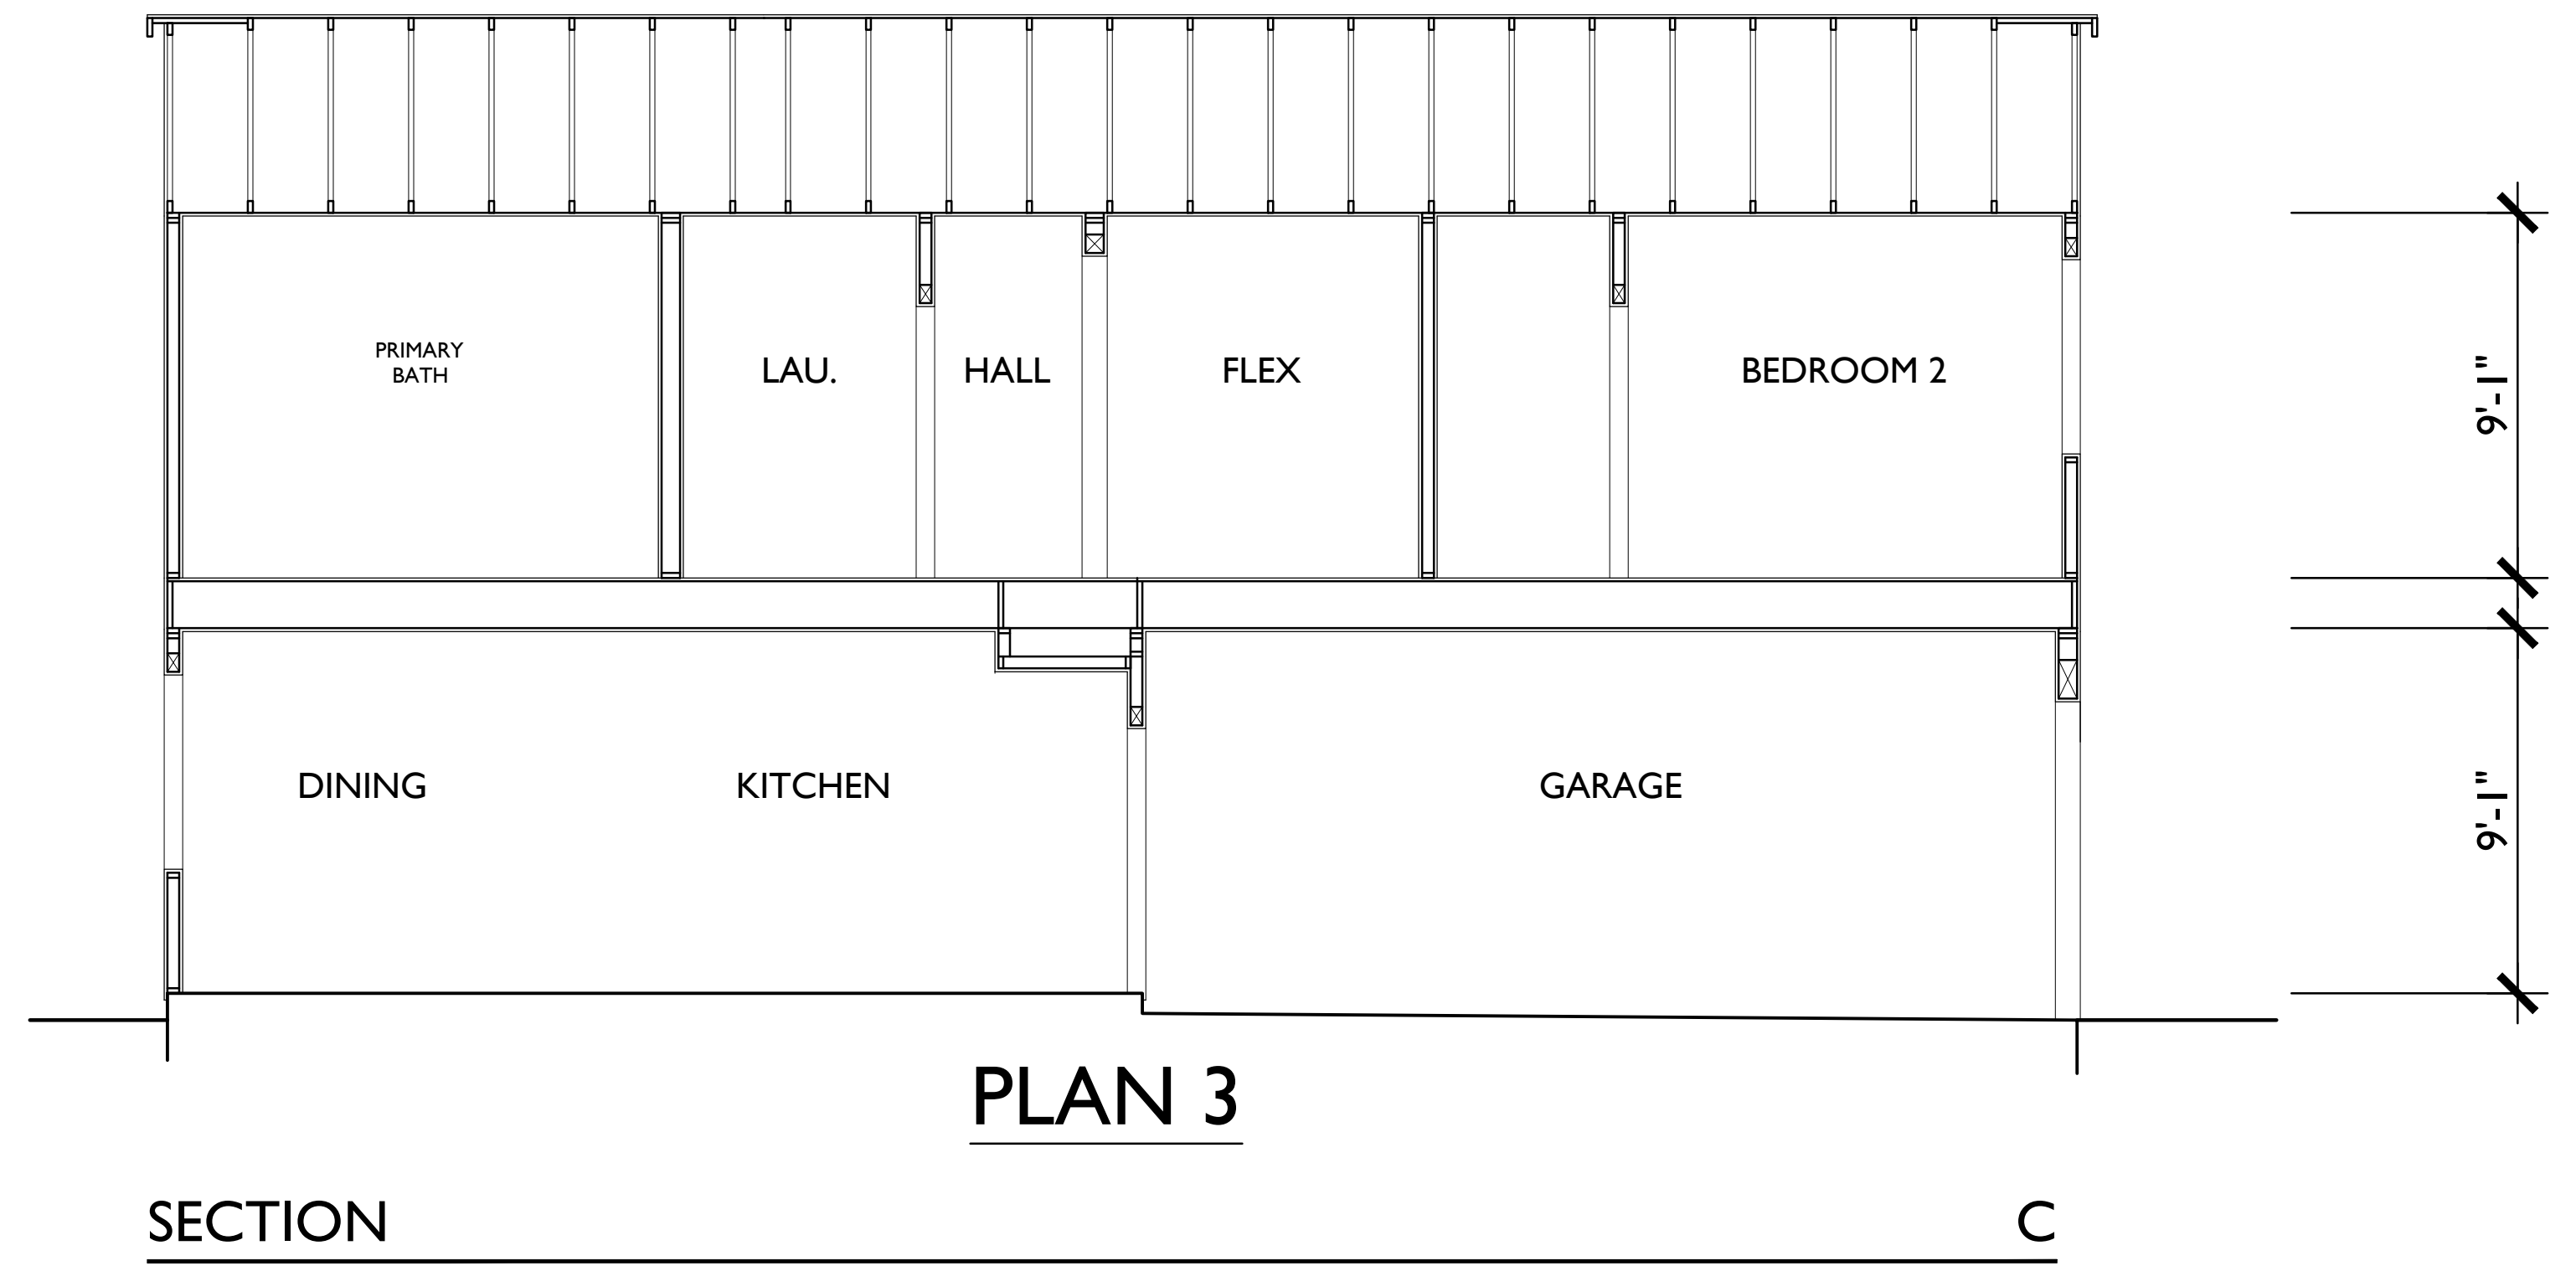 PRIMARY
BATH
LAU.
HALL
FLEX
BEDROOM 2
9'-1"
DINING
KITCHEN
GARAGE
9'-1"
PLAN 3
SECTION C